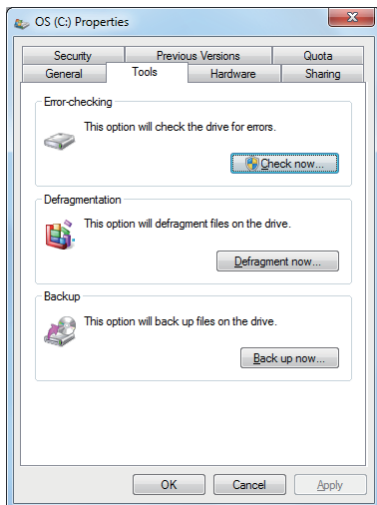 OS (C:) Properties
Security Previous Versions Quota
General Tools Hardware Sharing
Error-checking
This option will check the drive for errors.
Check now...
Defragmentation
This option will defragment files on the drive.
Defragment now...
Backup
This option will back up files on the drive.
Back up now...
OK Cancel Apply